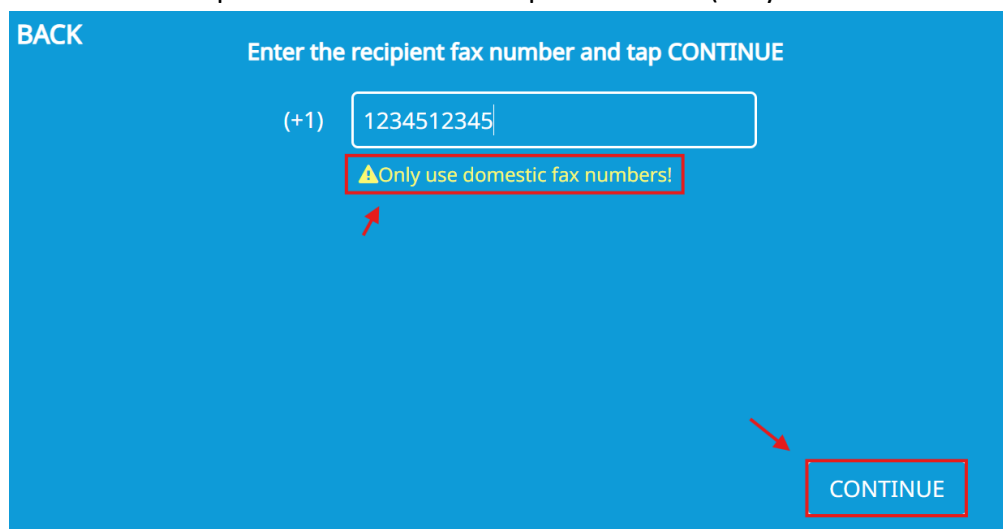 BACK
Enter the recipient fax number and tap CONTINUE
(+1) 1234512345
⚠Only use domestic fax numbers!
CONTINUE